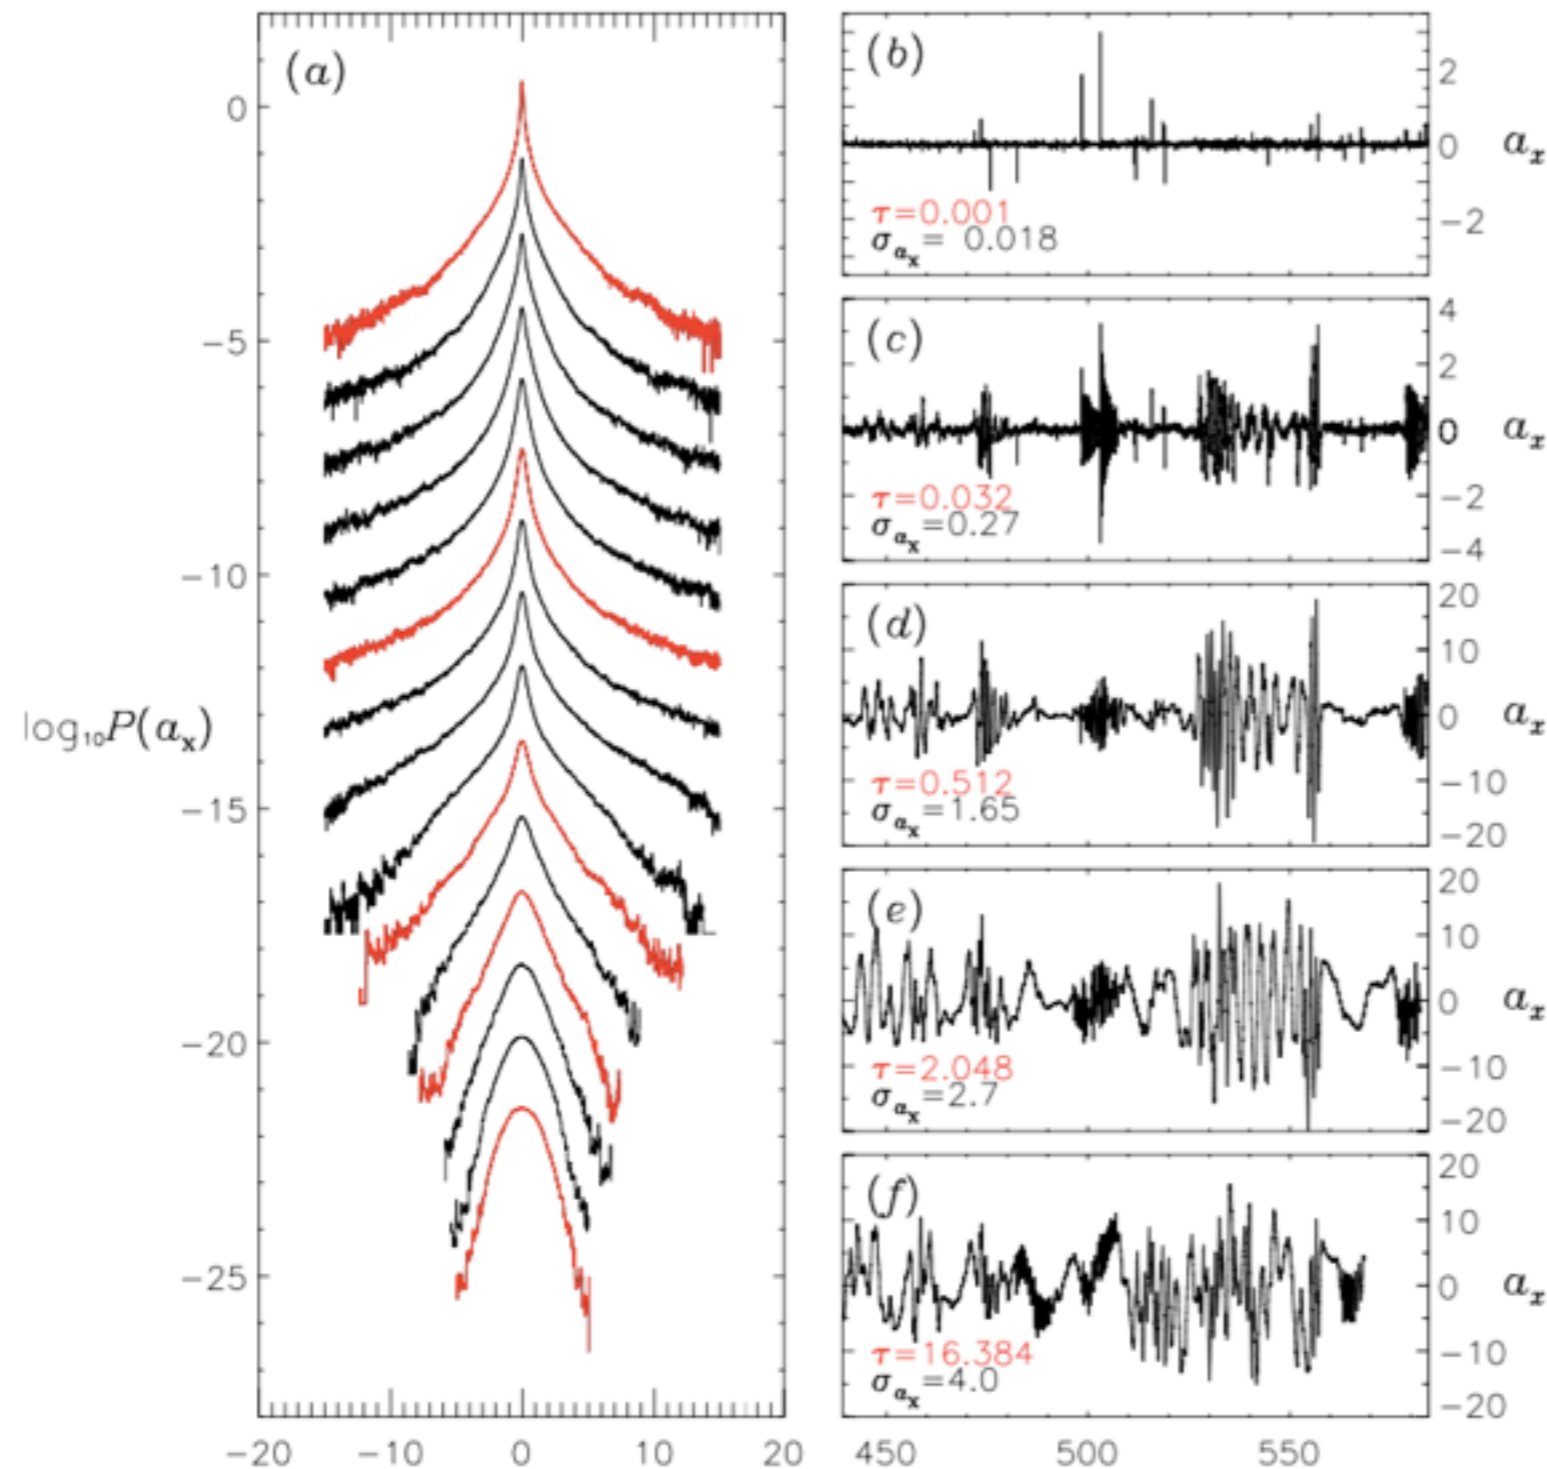 (a)
0
−5
−10
−15
−20
−25
log₁₀P(aₓ)
−20 −10 0 10 20
(b)
2
0
−2
aₓ
τ=0.001
σₐₓ= 0.018
(c)
4
2
0
−2
−4
aₓ
τ=0.032
σₐₓ=0.27
(d)
20
10
0
−10
−20
aₓ
τ=0.512
σₐₓ=1.65
(e)
20
10
0
−10
−20
aₓ
τ=2.048
σₐₓ=2.7
(f)
20
10
0
−10
−20
aₓ
τ=16.384
σₐₓ=4.0
450 500 550